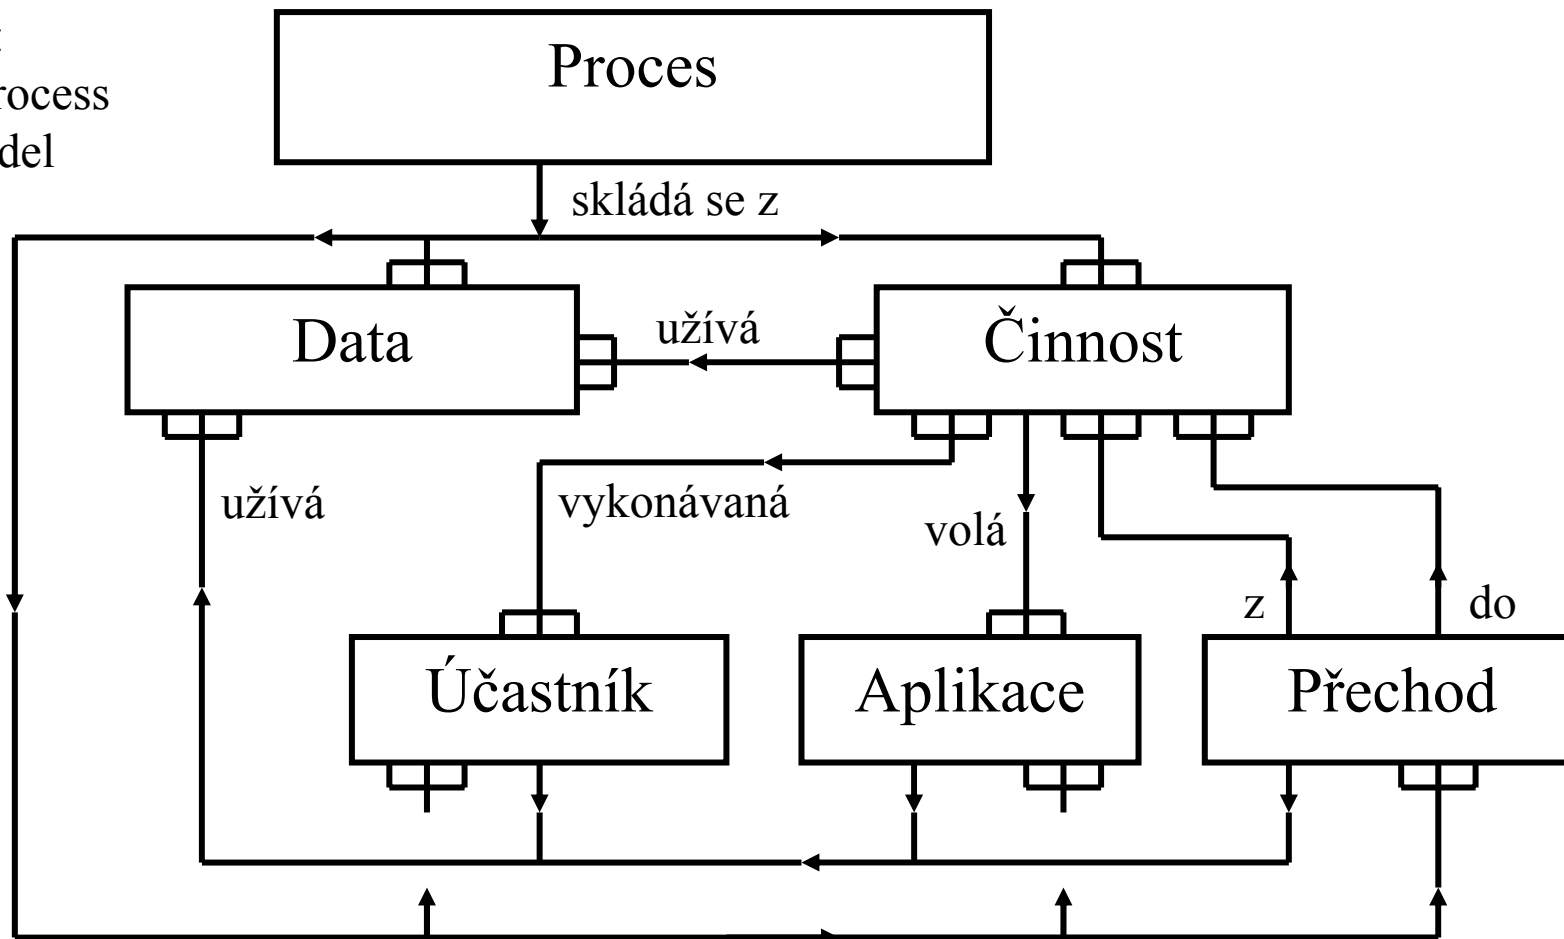 Proces
rocess
del
skládá se z
Data
užívá
Činnost
užívá
vykonávaná
volá
z
do
Účastník
Aplikace
Přechod